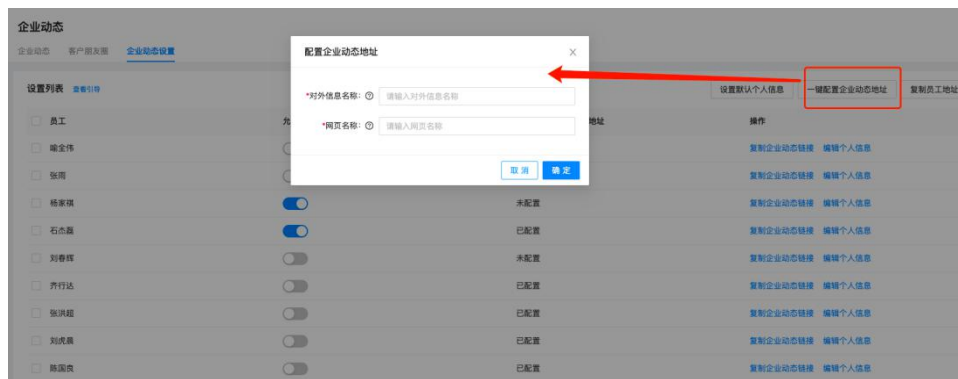 企业动态
企业动态 客户朋友圈 企业动态设置
配置企业动态地址 ×
设置列表 查看引导
设置默认个人信息 一键配置企业动态地址 复制员工地址
*对外信息名称: 请输入对外信息名称
员工 允 地址 操作
*网页名称: 请输入网页名称
喻全伟 复制企业动态链接 编辑个人信息
取消 确定
张雨 复制企业动态链接 编辑个人信息
杨家祺 未配置 复制企业动态链接 编辑个人信息
石杰磊 已配置 复制企业动态链接 编辑个人信息
刘春辉 未配置 复制企业动态链接 编辑个人信息
乔行达 已配置 复制企业动态链接 编辑个人信息
张洪超 已配置 复制企业动态链接 编辑个人信息
刘虎晨 已配置 复制企业动态链接 编辑个人信息
陈国良 已配置 复制企业动态链接 编辑个人信息